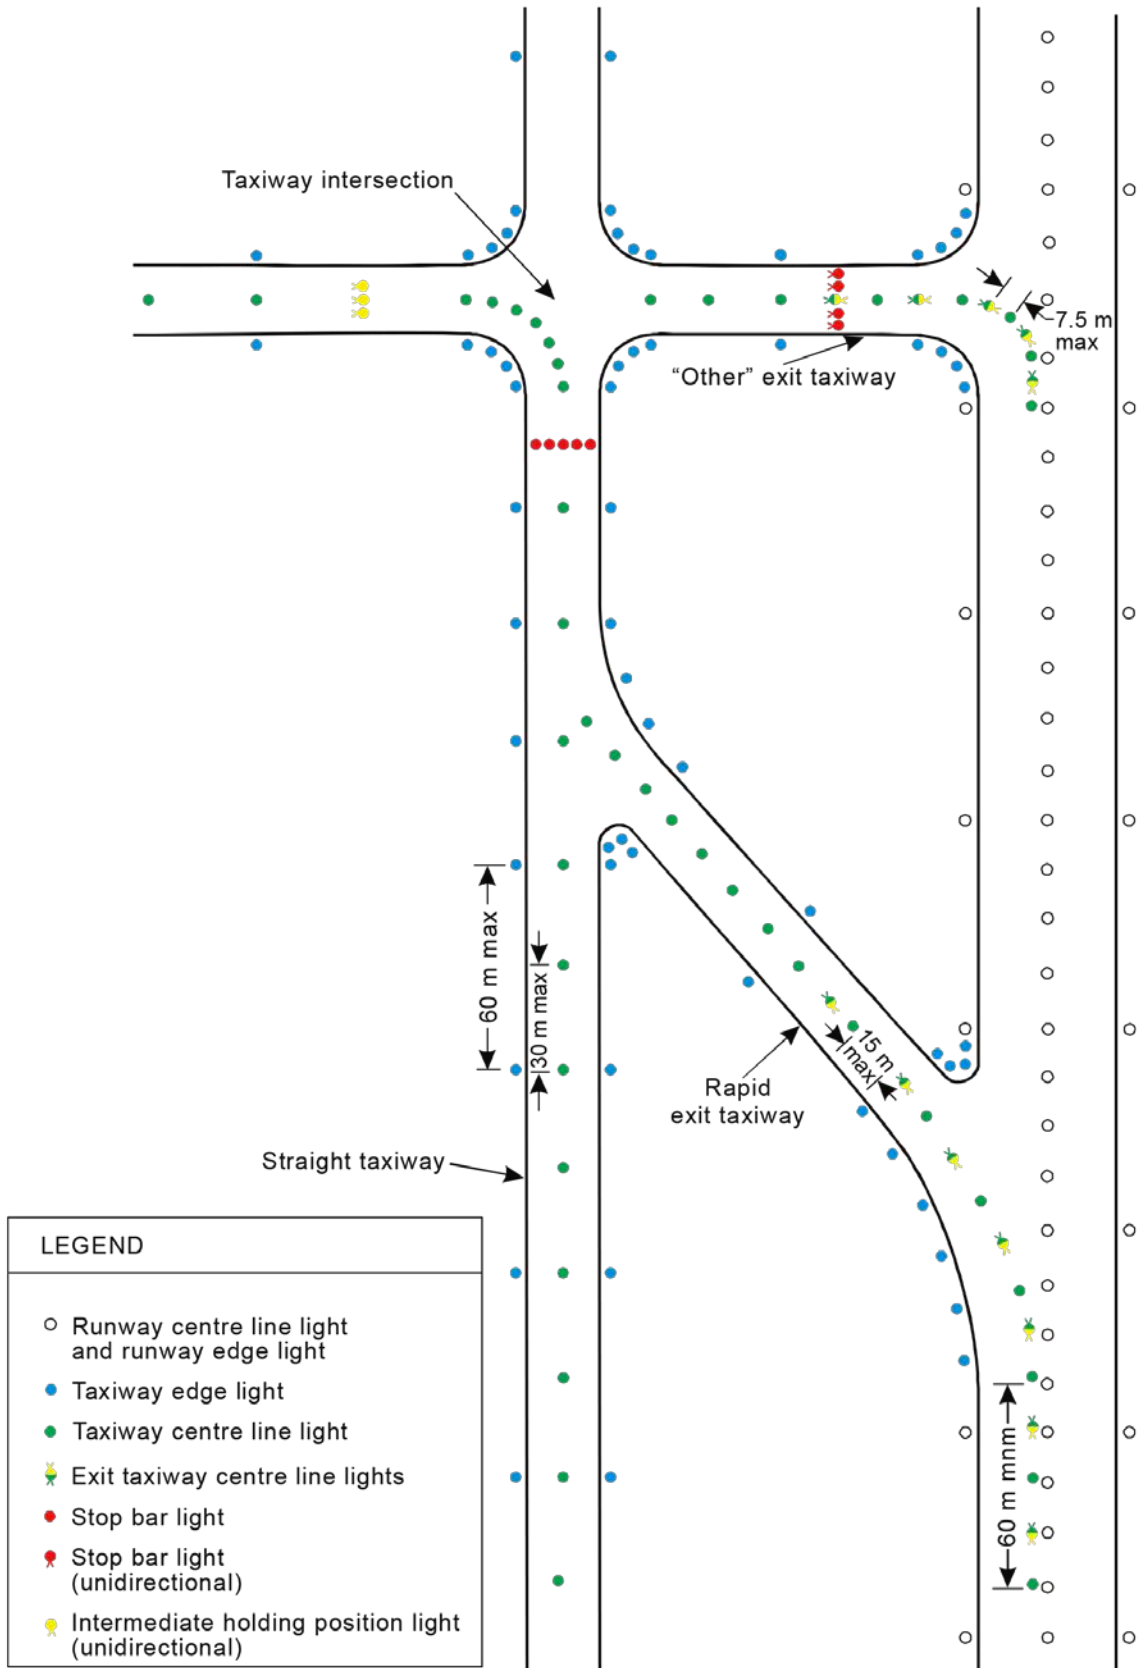 Taxiway intersection
7.5 m
max
“Other” exit taxiway
60 m max
30 m max
15 m
max
Rapid
exit taxiway
Straight taxiway
60 m mnm
LEGEND
Runway centre line light
and runway edge light
Taxiway edge light
Taxiway centre line light
Exit taxiway centre line lights
Stop bar light
Stop bar light
(unidirectional)
Intermediate holding position light
(unidirectional)